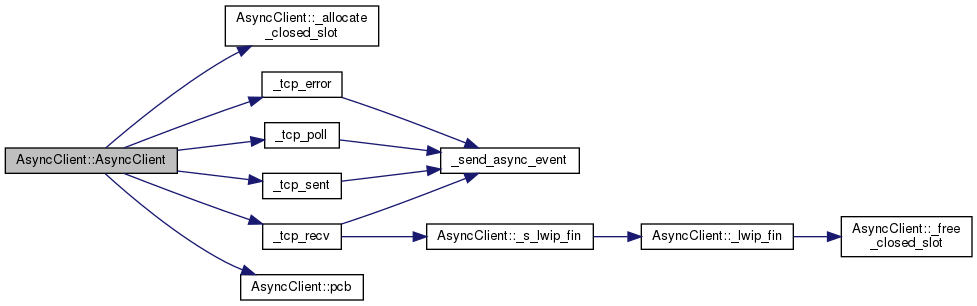 AsyncClient::AsyncClient
AsyncClient::_allocate
_closed_slot
_tcp_error
_tcp_poll
_tcp_sent
_tcp_recv
AsyncClient::pcb
_send_async_event
AsyncClient::_s_lwip_fin
AsyncClient::_lwip_fin
AsyncClient::_free
_closed_slot